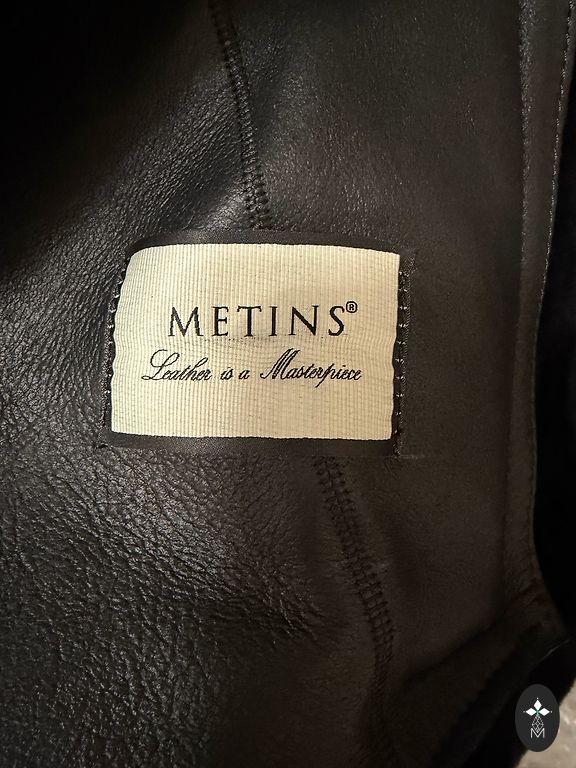 METINS®
Leather is a Masterpiece
M